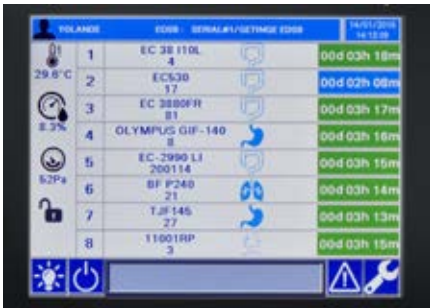 YOLANDE EDSB - SERIAL#1/GETINGE EDSB 14/01/2015
14:12:09
1 EC 38 I10L 00d 03h 18m
4
29.8°C
2 EC530 00d 02h 08m
17
3 EC 3880FR 00d 03h 17m
81
8.3%
4 OLYMPUS GIF-140 00d 03h 16m
8
5 EC-2990 LI 00d 03h 15m
200114
52Pa
6 BF P240 00d 03h 14m
21
7 TJF145 00d 03h 13m
27
8 11001RP 00d 03h 15m
3